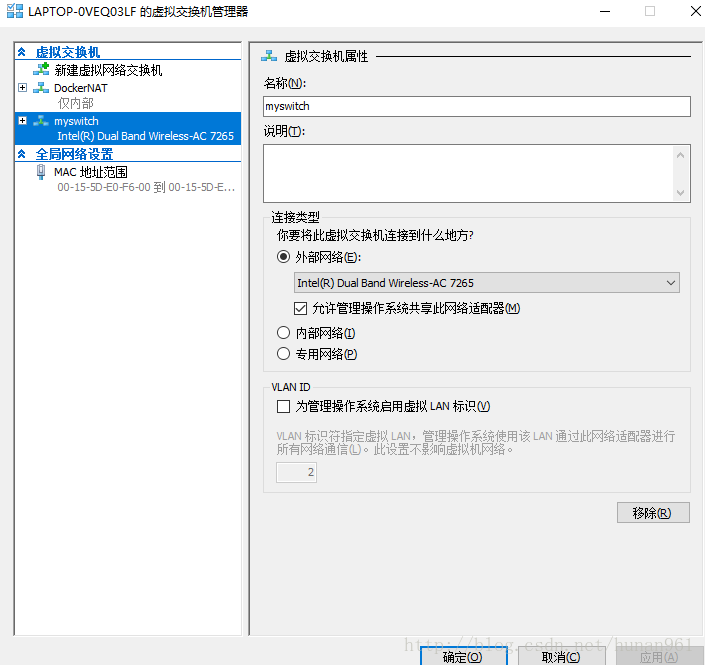 LAPTOP-0VEQ03LF 的虚拟交换机管理器
虚拟交换机
新建虚拟网络交换机
DockerNAT
仅内部
myswitch
Intel(R) Dual Band Wireless-AC 7265
全局网络设置
MAC 地址范围
00-15-5D-E0-F6-00 到 00-15-5D-E...
虚拟交换机属性
名称(N):
myswitch
说明(T):
连接类型
你要将此虚拟交换机连接到什么地方?
外部网络(E):
Intel(R) Dual Band Wireless-AC 7265
允许管理操作系统共享此网络适配器(M)
内部网络(I)
专用网络(P)
VLAN ID
为管理操作系统启用虚拟 LAN 标识(V)
VLAN 标识符指定虚拟 LAN，管理操作系统使用该 LAN 通过此网络适配器进行
所有网络通信(L)。此设置不影响虚拟机网络。
2
移除(R)
http://blog.csdn.net/hunan961
确定(O)
取消(C)
应用(A)